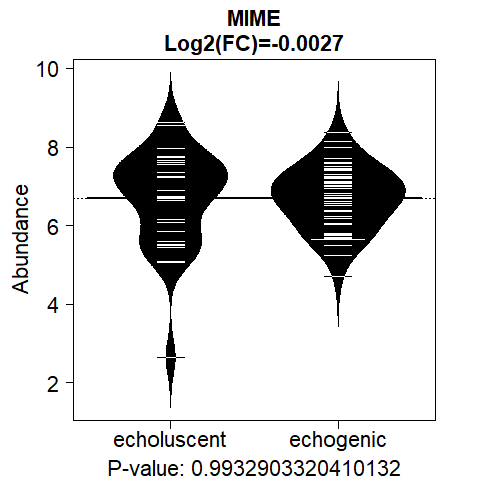 MIME
Log2(FC)=-0.0027
10
8
6
4
2
Abundance
echoluscent echogenic
P-value: 0.9932903320410132